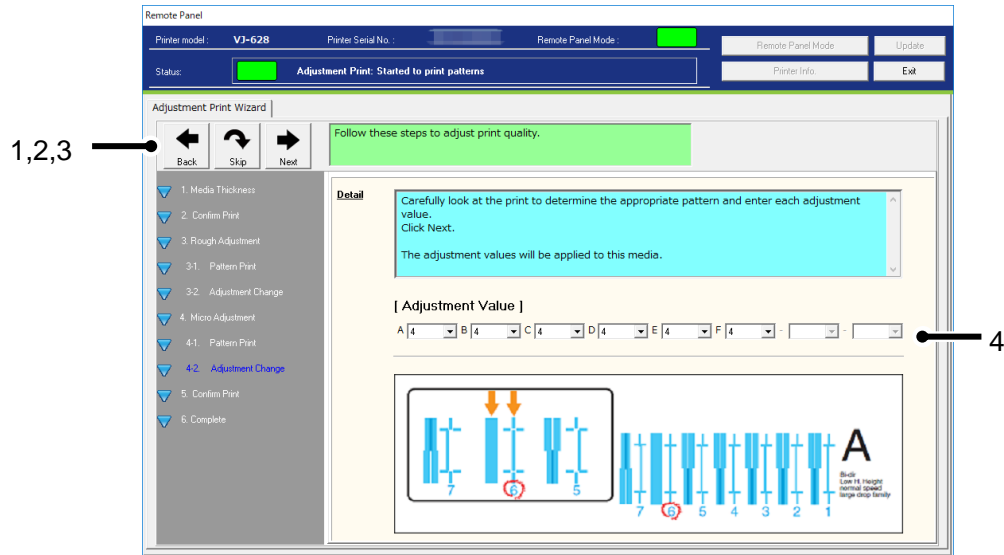 Remote Panel
Printer model : VJ-628 Printer Serial No. : Remote Panel Mode : Remote Panel Mode Update
Status: Adjustment Print: Started to print patterns Printer Info. Exit
Adjustment Print Wizard
1,2,3
Back Skip Next
Follow these steps to adjust print quality.
1. Media Thickness
2. Confirm Print
3. Rough Adjustment
3-1. Pattern Print
3-2. Adjustment Change
4. Micro Adjustment
4-1. Pattern Print
4-2. Adjustment Change
5. Confirm Print
6. Complete
Detail
Carefully look at the print to determine the appropriate pattern and enter each adjustment
value.
Click Next.
The adjustment values will be applied to this media.
[ Adjustment Value ]
A 4 B 4 C 4 D 4 E 4 F 4 - -
4
7 6 5
7 6 5 4 3 2 1
A
Bi-dir
Low H. Height
normal speed
large drop family